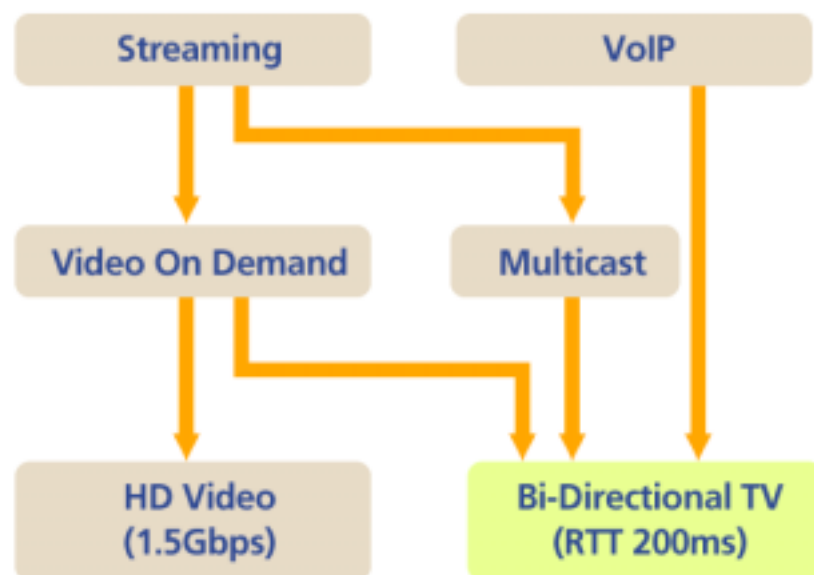 Streaming
VoIP
Video On Demand
Multicast
HD Video
(1.5Gbps)
Bi-Directional TV
(RTT 200ms)